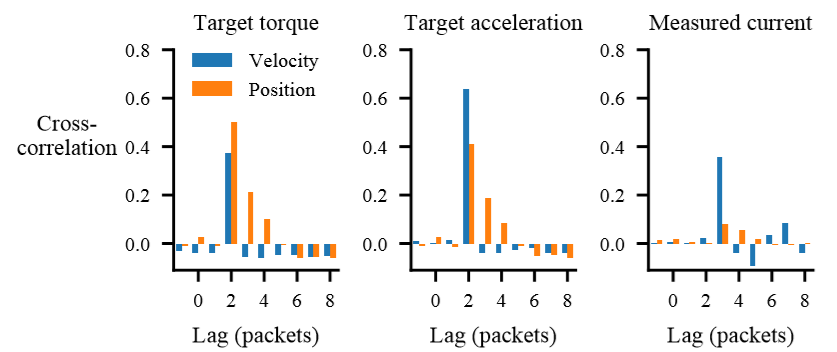 Target torque
Target acceleration
Measured current
Cross-
correlation
0.8
0.6
0.4
0.2
0.0
Velocity
Position
0 2 4 6 8
Lag (packets)
0.8
0.6
0.4
0.2
0.0
0 2 4 6 8
Lag (packets)
0.8
0.6
0.4
0.2
0.0
0 2 4 6 8
Lag (packets)